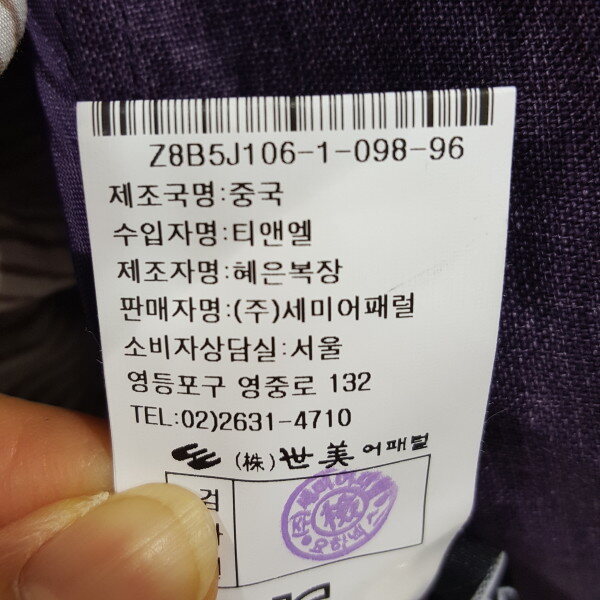 Z8B5J106-1-098-96
제조국명:중국
수입자명:티앤엘
제조자명:혜은복장
판매자명:(주)세미어패럴
소비자상담실:서울
영등포구 영중로 132
TEL:02)2631-4710
(株)世美어패럴
검
檢